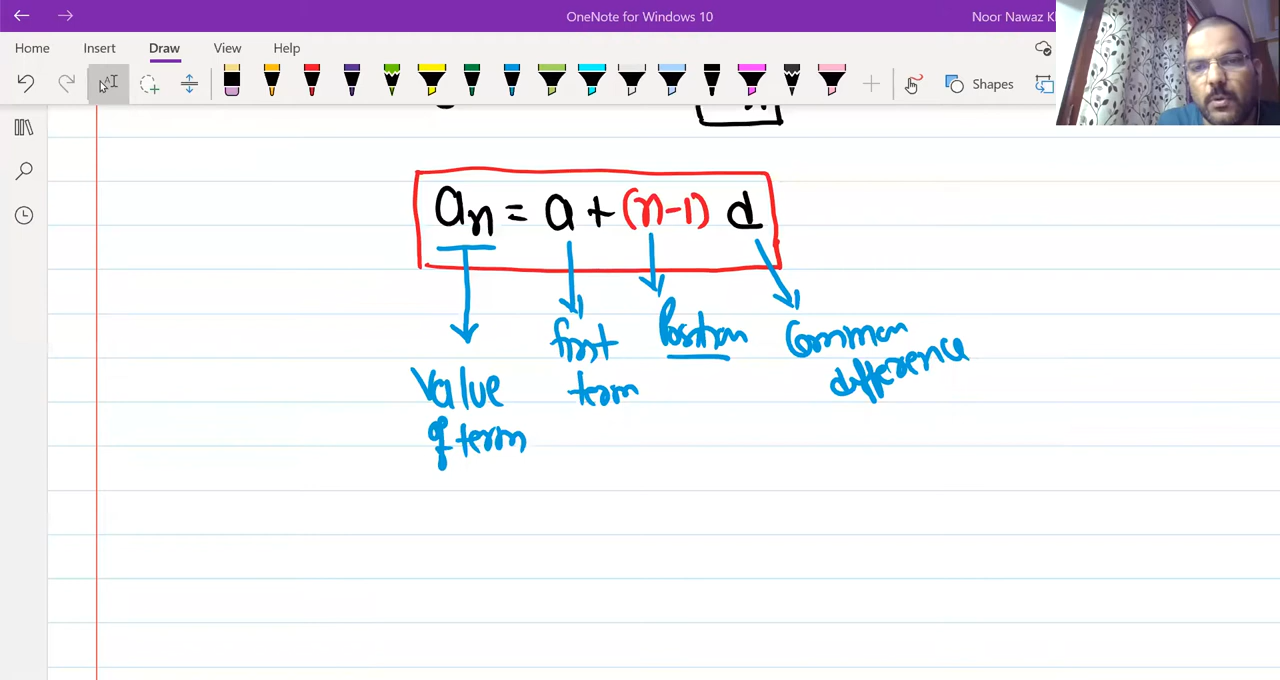 OneNote for Windows 10
Noor Nawaz Kh
Home Insert Draw View Help
Shapes
aₙ = a + (n-1) d
Value of term
first term
Position
Common difference